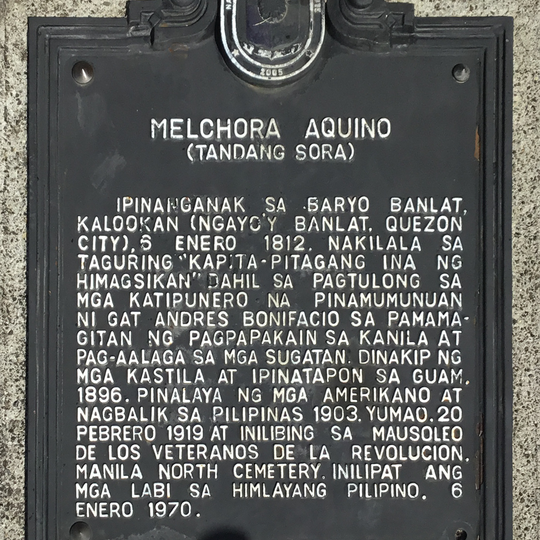 2005
MELCHORA AQUINO
(TANDANG SORA)
IPINANGANAK SA BARYO BANLAT,
KALOOKAN (NGAYO'Y BANLAT, QUEZON
CITY), 6 ENERO 1812. NAKILALA SA
TAGURING "KAPITA-PITAGANG INA NG
HIMAGSIKAN" DAHIL SA PAGTULONG SA
MGA KATIPUNERO NA PINAMUMUNUAN
NI GAT ANDRES BONIFACIO SA PAMAMA-
GITAN NG PAGPAPAKAIN SA KANILA AT
PAG-AALAGA SA MGA SUGATAN. DINAKIP NG
MGA KASTILA AT IPINATAPON SA GUAM,
1896. PINALAYA NG MGA AMERIKANO AT
NAGBALIK SA PILIPINAS 1903. YUMAO, 20
PEBRERO 1919 AT INILIBING SA MAUSOLEO
DE LOS VETERANOS DE LA REVOLUCION,
MANILA NORTH CEMETERY. INILIPAT ANG
MGA LABI SA HIMLAYANG PILIPINO, 6
ENERO 1970.